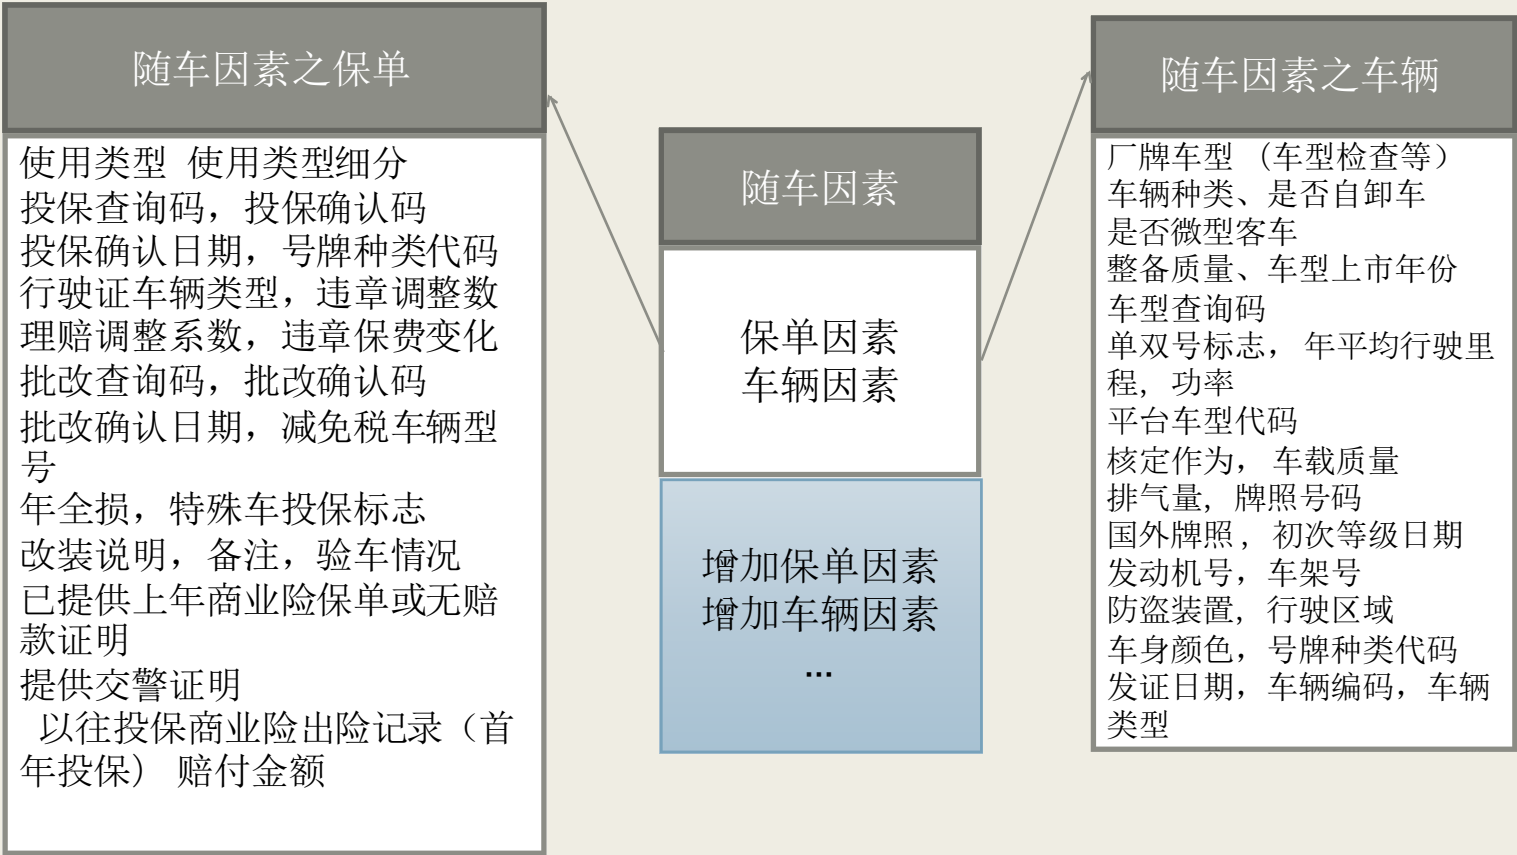 随车因素之保单
使用类型 使用类型细分
投保查询码，投保确认码
投保确认日期，号牌种类代码
行驶证车辆类型，违章调整数
理赔调整系数，违章保费变化
批改查询码，批改确认码
批改确认日期，减免税车辆型
号
年全损，特殊车投保标志
改装说明，备注，验车情况
已提供上年商业险保单或无赔
款证明
提供交警证明
以往投保商业险出险记录（首
年投保） 赔付金额
随车因素
保单因素
车辆因素
增加保单因素
增加车辆因素
...
随车因素之车辆
厂牌车型 （车型检查等）
车辆种类、是否自卸车
是否微型客车
整备质量、车型上市年份
车型查询码
单双号标志，年平均行驶里
程，功率
平台车型代码
核定作为，车载质量
排气量，牌照号码
国外牌照，初次等级日期
发动机号，车架号
防盗装置，行驶区域
车身颜色，号牌种类代码
发证日期，车辆编码，车辆
类型